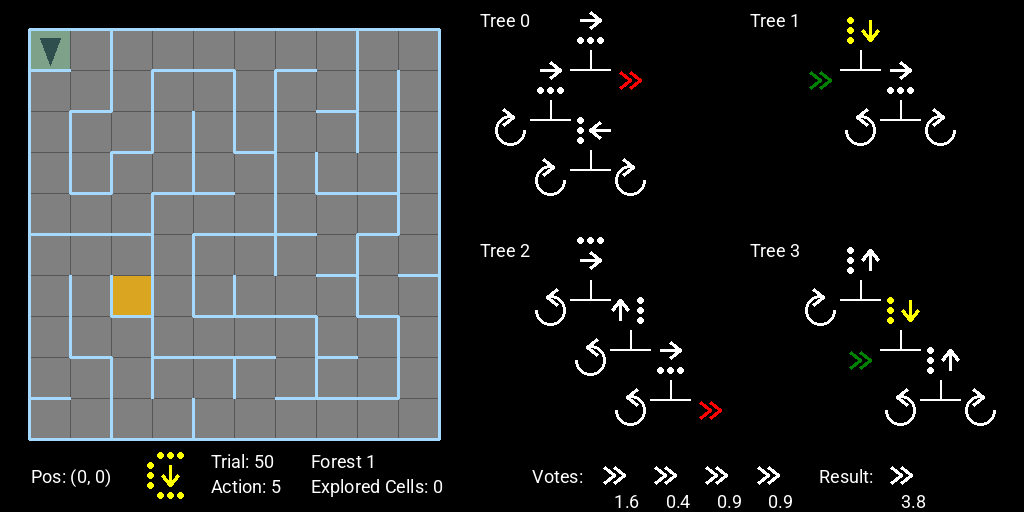 Tree 0
Tree 1
Tree 2
Tree 3
Pos: (0, 0)
Trial: 50
Forest 1
Action: 5
Explored Cells: 0
Votes:
1.6
0.4
0.9
0.9
Result:
3.8